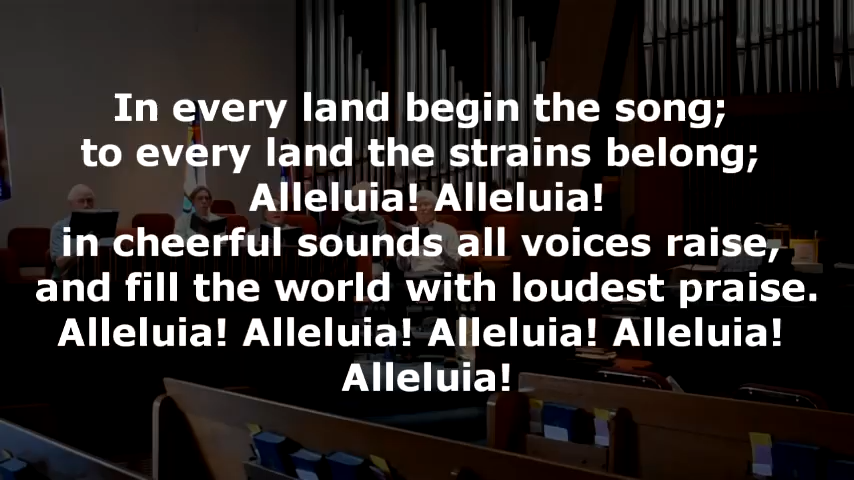 In every land begin the song;
to every land the strains belong;
Alleluia! Alleluia!
in cheerful sounds all voices raise,
and fill the world with loudest praise.
Alleluia! Alleluia! Alleluia! Alleluia!
Alleluia!